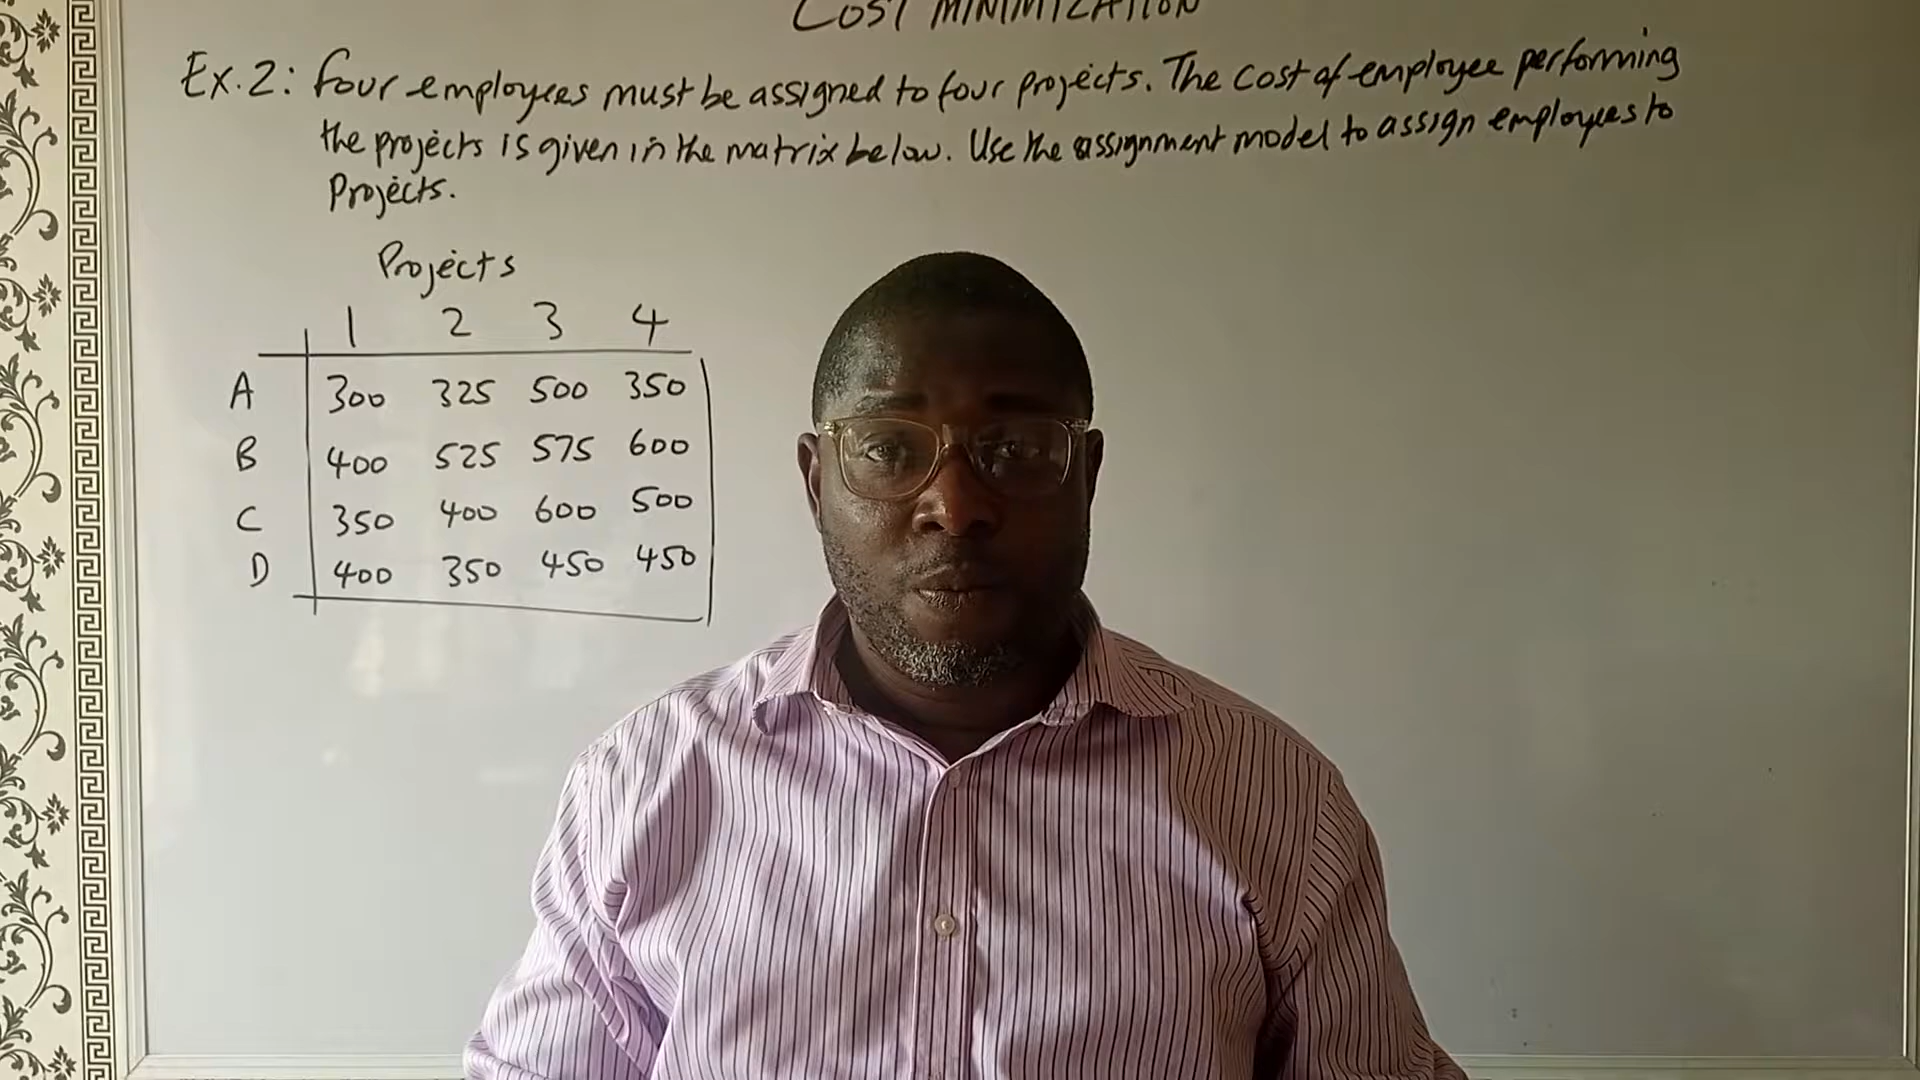 COST MINIMIZATION
Ex.2: Four employees must be assigned to four projects. The cost of employee performing
the projects is given in the matrix below. Use the assignment model to assign employees to
Projects.
Projects
1 2 3 4
A 300 325 500 350
B 400 525 575 600
C 350 400 600 500
D 400 350 450 450